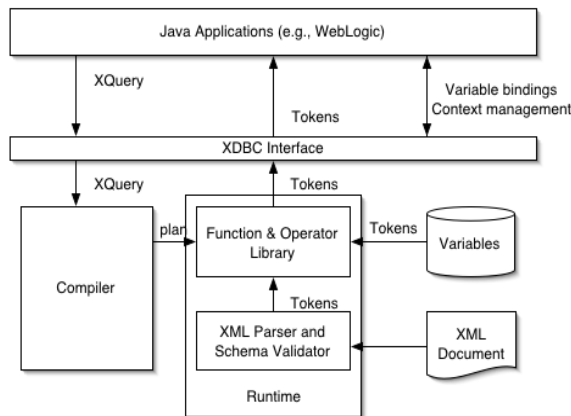 Java Applications (e.g., WebLogic)
XQuery
Tokens
Variable bindings
Context management
XDBC Interface
XQuery
Tokens
Compiler
plan
Function & Operator
Library
Tokens
Variables
Tokens
XML Parser and
Schema Validator
XML
Document
Runtime